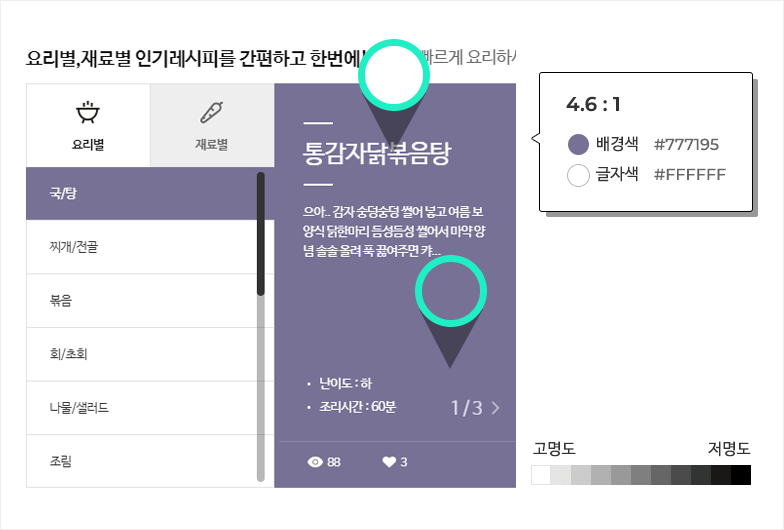 요리별,재료별 인기레시피를 간편하고 한번에! 빠르게 요리하세
요리별
재료별
국/탕
찌개/전골
볶음
회/초회
나물/샐러드
조림
통감자닭볶음탕
으아.. 감자 숭덩숭덩 썰어 넣고 여름 보
양식 닭한마리 듬성듬성 썰어서 마약 양
념 솔솔 올려 푹 끓여주면 캬...
• 난이도 : 하
• 조리시간 : 60분
1/3
88
3
4.6 : 1
배경색 #777195
글자색 #FFFFFF
고명도
저명도